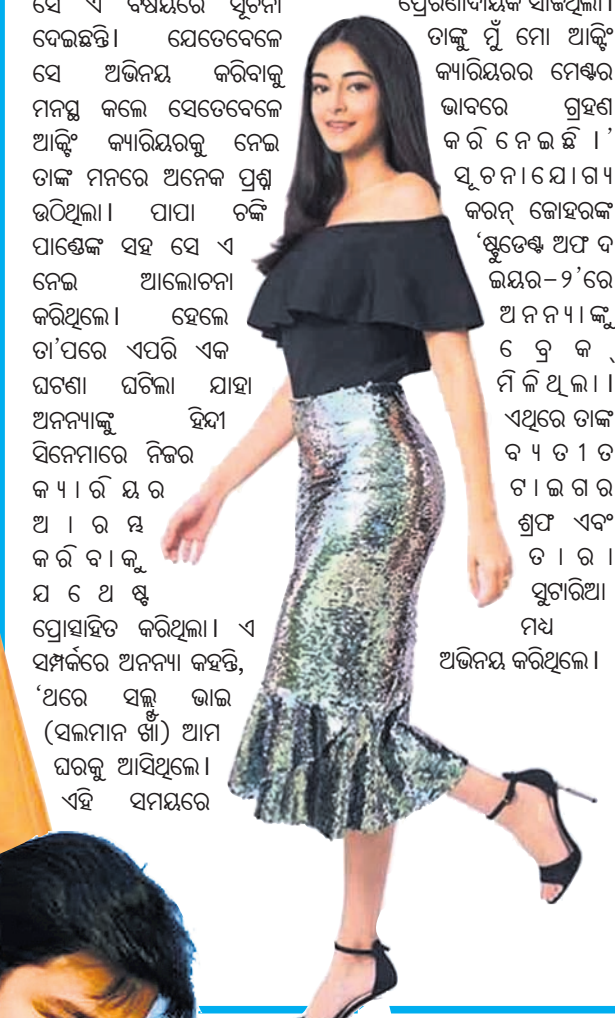 ସେ ଏ ବିଷୟରେ ସୂଚନା
ଦେଇଛନ୍ତି। ଯେତେବେଳେ
ସେ ଅଭିନୟ କରିବାକୁ
ମନସ୍ଥ କଲେ ସେତେବେଳେ
ଆକ୍ଟିଂ କ୍ୟାରିୟରକୁ ନେଇ
ତାଙ୍କ ମନରେ ଅନେକ ପ୍ରଶ୍ନ
ଉଠିଥିଲା। ପାପା ଚଙ୍କି
ପାଣ୍ଡେଙ୍କ ସହ ସେ ଏ
ନେଇ ଆଲୋଚନା
କରିଥିଲେ। ହେଲେ
ତା'ପରେ ଏପରି ଏକ
ଘଟଣା ଘଟିଲା ଯାହା
ଅନନ୍ୟାଙ୍କୁ ହିନ୍ଦୀ
ସିନେମାରେ ନିଜର
କ୍ୟାରିୟର
ଆରମ୍ଭ
କରିବାକୁ
ଯଥେଷ୍ଟ
ପ୍ରୋତ୍ସାହିତ କରିଥିଲା। ଏ
ସମ୍ପର୍କରେ ଅନନ୍ୟା କହନ୍ତି,
'ଥରେ ସଲ୍ଲୁ ଭାଇ
(ସଲମାନ ଖାଁ) ଆମ
ଘରକୁ ଆସିଥିଲେ।
ଏହି ସମୟରେ
ପ୍ରେରଣାଦାୟକ ସାଜିଥିଲା।
ତାଙ୍କୁ ମୁଁ ମୋ ଆକ୍ଟିଂ
କ୍ୟାରିୟରର ମେଣ୍ଟର
ଭାବରେ ଗ୍ରହଣ
କରିନେଇଛି।'
ସୂଚନାଯୋଗ୍ୟ
କରନ୍ ଜୋହରଙ୍କ
'ଷ୍ଟୁଡେଣ୍ଟ ଅଫ ଦ
ଇୟର–୨'ରେ
ଅନନ୍ୟାଙ୍କୁ
ବ୍ରେକ୍
ମିଳିଥିଲା।
ଏଥିରେ ତାଙ୍କ
ବ୍ୟତୀତ
ଟାଇଗର
ଶ୍ରଫ ଏବଂ
ତାରା
ସୁଟାରିଆ
ମଧ୍ୟ
ଅଭିନୟ କରିଥିଲେ।